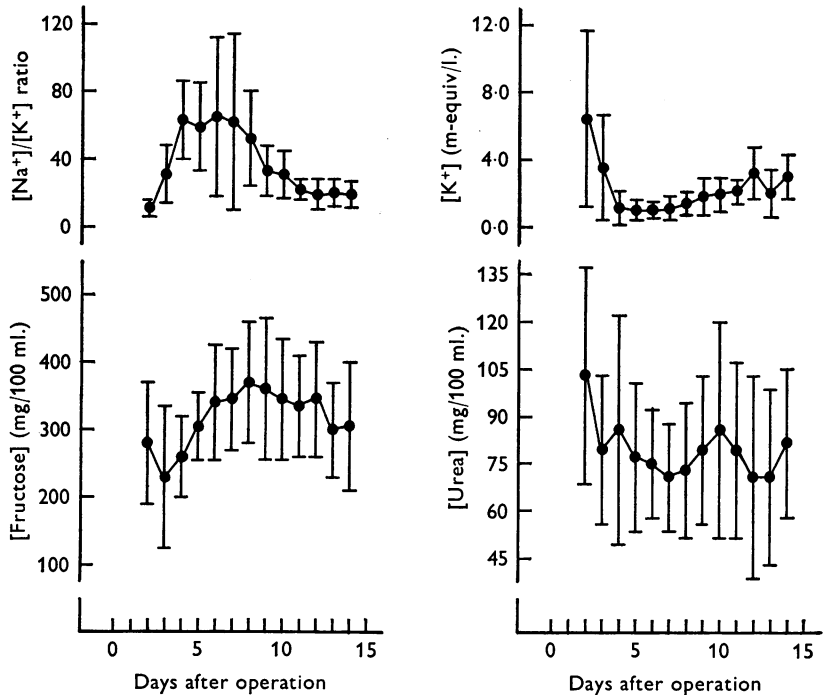 [Na⁺]/[K⁺] ratio
120
80
40
0
[K⁺] (m-equiv/l.)
12·0
8·0
4·0
0·0
[Fructose] (mg/100 ml.)
500
400
300
200
100
[Urea] (mg/100 ml.)
135
120
105
90
75
60
45
0 5 10 15
Days after operation
0 5 10 15
Days after operation